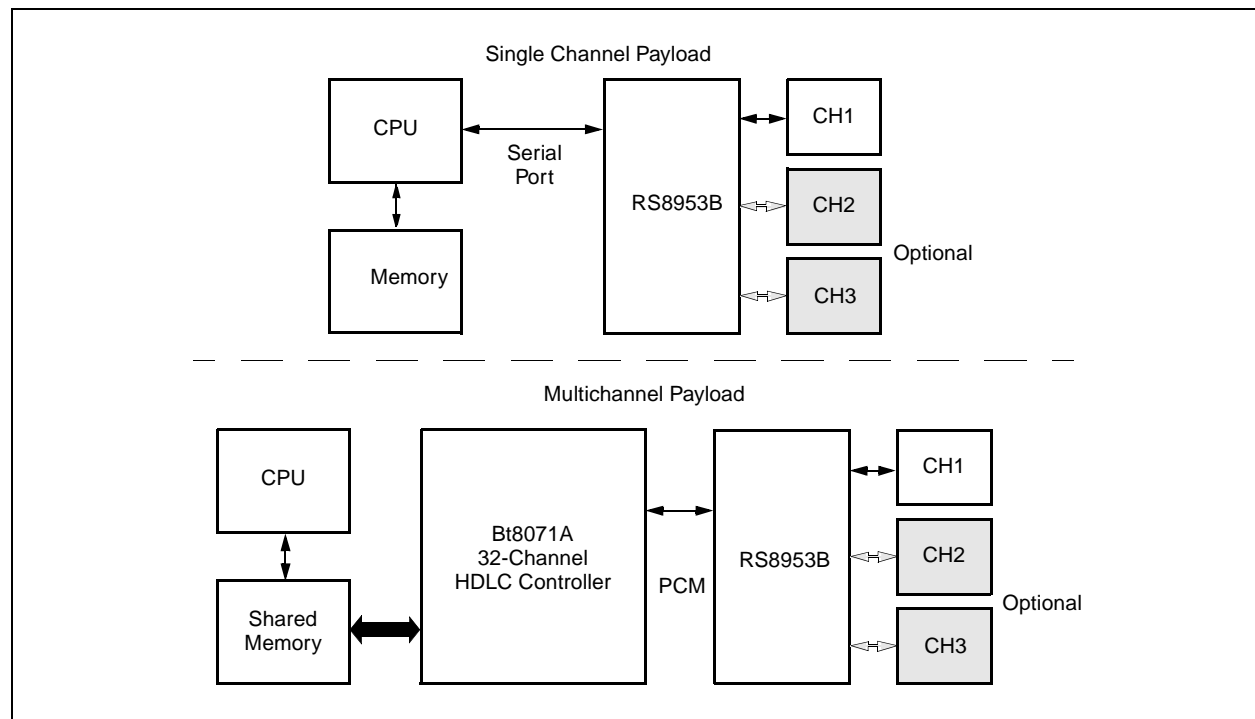 Single Channel Payload
CPU
Serial
Port
Memory
RS8953B
CH1
CH2
CH3
Optional
Multichannel Payload
CPU
Shared
Memory
Bt8071A
32-Channel
HDLC Controller
PCM
RS8953B
CH1
CH2
CH3
Optional